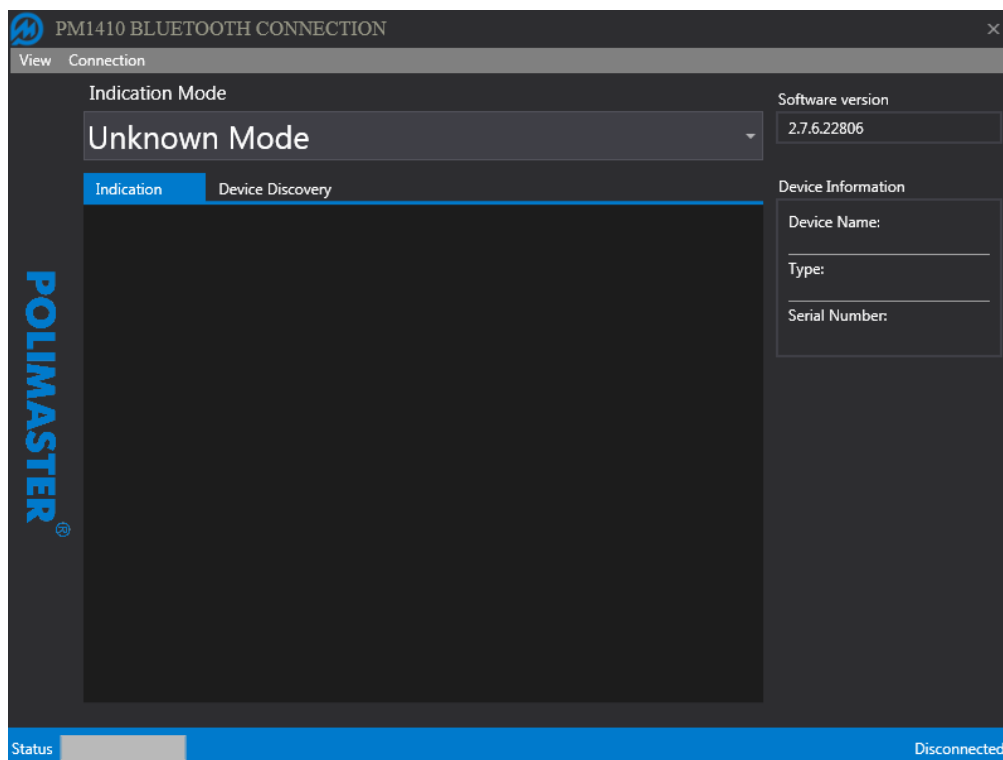 PM1410 BLUETOOTH CONNECTION
View Connection
Indication Mode
Unknown Mode
Indication Device Discovery
Software version
2.7.6.22806
Device Information
Device Name:
Type:
Serial Number:
POLIMASTER®
Status
Disconnected